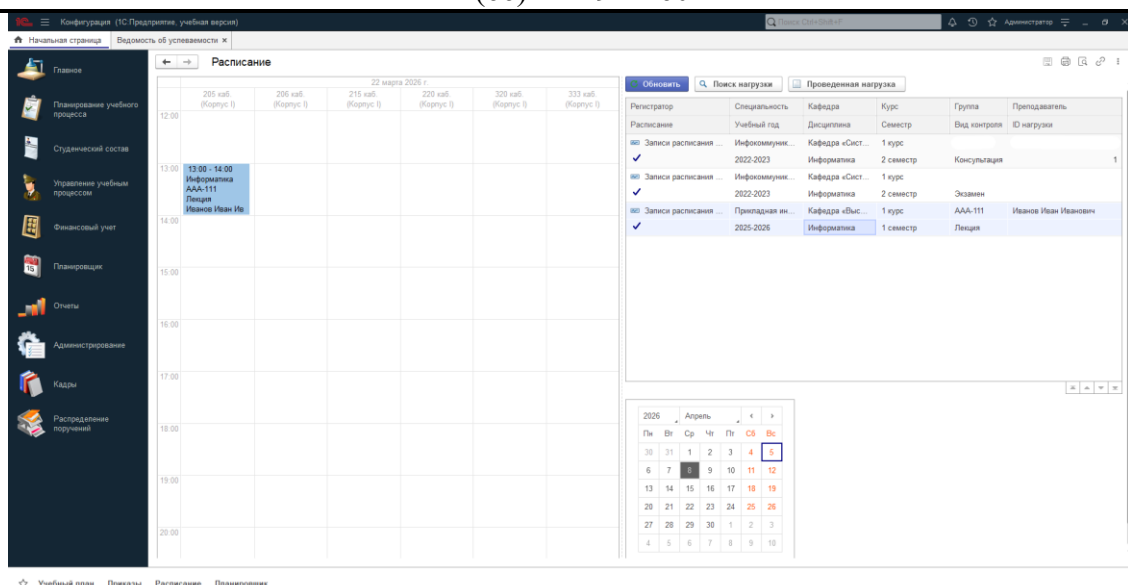 Конфигурация (1С:Предприятие, учебная версия)
Поиск Ctrl+Shift+F
Администратор
Начальная страница
Ведомость об успеваемости ×
Главное
Планирование учебного
процесса
Студенческий состав
Управление учебным
процессом
Финансовый учет
Планировщик
Отчеты
Администрирование
Кадры
Распределение
поручений
Расписание
22 марта 2026 г.
205 каб. 206 каб. 215 каб. 220 каб. 320 каб. 333 каб.
(Корпус I) (Корпус I) (Корпус I) (Корпус I) (Корпус I) (Корпус I)
12:00
13:00
13:00 - 14:00
Информатика
ААА-111
Лекция
Иванов Иван Ив
14:00
15:00
16:00
17:00
18:00
19:00
20:00
Обновить Поиск нагрузки Проведенная нагрузка
Регистратор Специальность Кафедра Курс Группа Преподаватель
Расписание Учебный год Дисциплина Семестр Вид контроля ID нагрузки
Записи расписания ... Инфокоммуник... Кафедра «Сист... 1 курс
2022-2023 Информатика 2 семестр Консультация 1
Записи расписания ... Инфокоммуник... Кафедра «Сист... 1 курс
2022-2023 Информатика 2 семестр Экзамен
Записи расписания ... Прикладная ин... Кафедра «Выс... 1 курс ААА-111 Иванов Иван Иванович
2025-2026 Информатика 1 семестр Лекция
2026 Апрель
Пн Вт Ср Чт Пт Сб Вс
30 31 1 2 3 4 5
6 7 8 9 10 11 12
13 14 15 16 17 18 19
20 21 22 23 24 25 26
27 28 29 30 1 2 3
4 5 6 7 8 9 10
Учебный план Приказы Расписание Планировщик